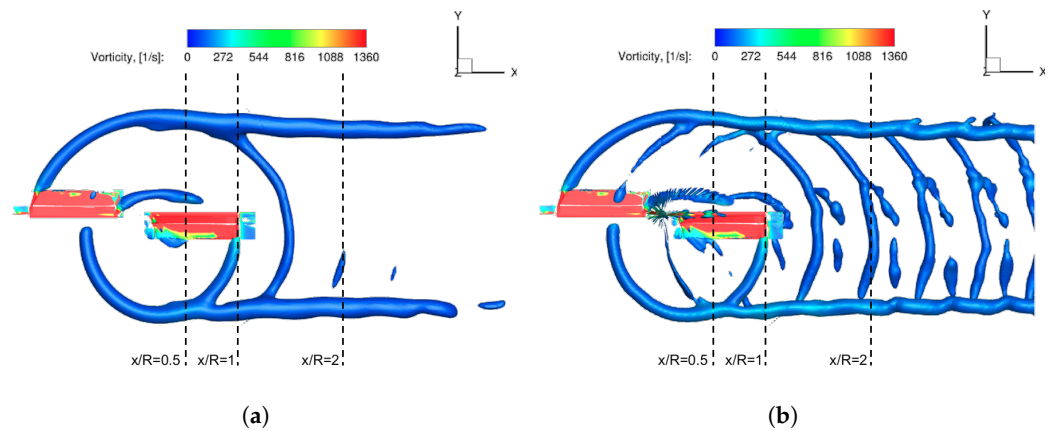 Y
X
Z
Vorticity, [1/s]: 0 272 544 816 1088 1360
x/R=0.5 x/R=1 x/R=2
(a)
Y
X
Z
Vorticity, [1/s]: 0 272 544 816 1088 1360
x/R=0.5 x/R=1 x/R=2
(b)